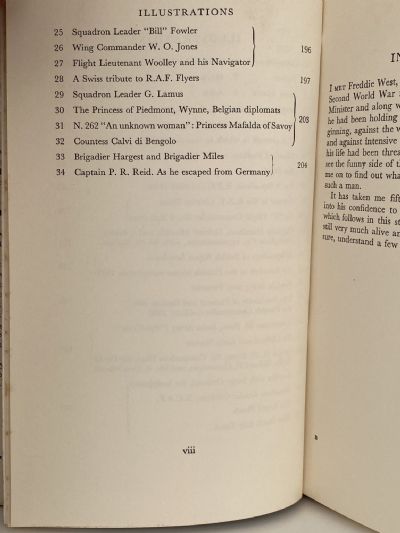 ILLUSTRATIONS
25 Squadron Leader "Bill" Fowler
26 Wing Commander W. O. Jones 196
27 Flight Lieutenant Woolley and his Navigator
28 A Swiss tribute to R.A.F. Flyers 197
29 Squadron Leader G. Lamus
30 The Princess of Piedmont, Wynne, Belgian diplomats
31 N. 262 "An unknown woman": Princess Mafalda of Savoy 203
32 Countess Calvi di Bengolo
33 Brigadier Hargest and Brigadier Miles
34 Captain P. R. Reid. As he escaped from Germany 204
viii
IN
I MET Freddie West,
Second World War
Minister and along w
he had been holding
ginning, against the w
and against intensive
his life had been threa
see the funny side of th
me on to find out what
such a man.
It has taken me fift
into his confidence to
which follows in this st
still very much alive an
ture, understand a few
B